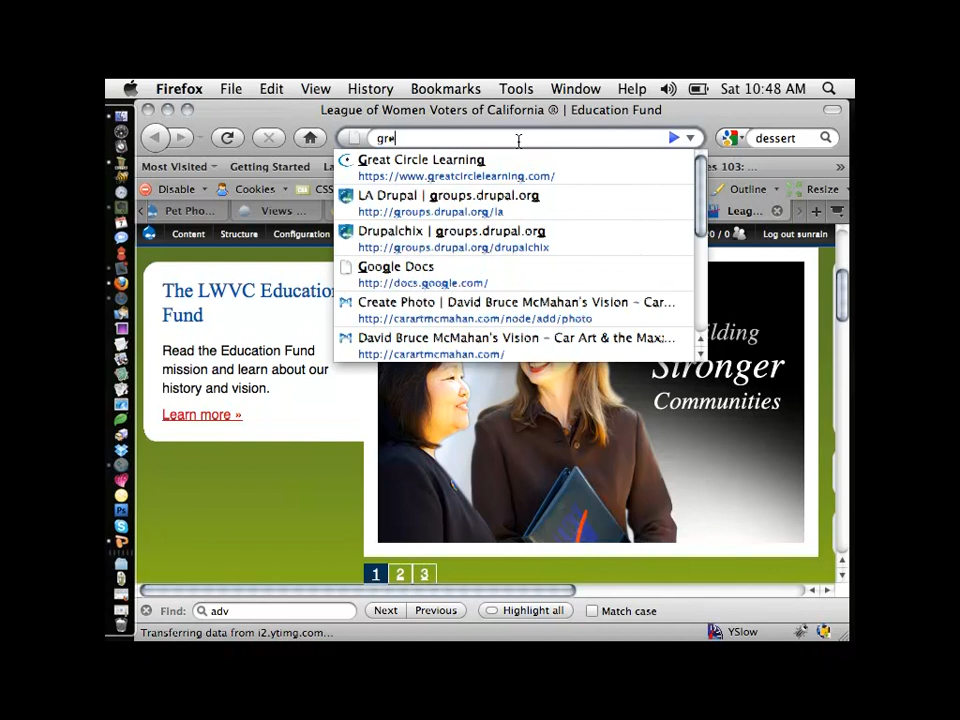 Firefox File Edit View History Bookmarks Tools Window Help Sat 10:48 AM
League of Women Voters of California @ | Education Fund
gre
dessert
Most Visited Getting Started
es 103: »
Disable Cookies CSS
Outline Resize
Pet Pho... Views ...
Leag...
Content Structure Configuration
0 / 0 Log out sunrain
Great Circle Learning
https://www.greatcirclelearning.com/
LA Drupal | groups.drupal.org
http://groups.drupal.org/la
Drupalchix | groups.drupal.org
http://groups.drupal.org/drupalchix
Google Docs
http://docs.google.com/
Create Photo | David Bruce McMahan's Vision – Car...
http://carartmcmahan.com/node/add/photo
David Bruce McMahan's Vision – Car Art & the Max...
http://carartmcmahan.com/
The LWVC Education
Fund
Read the Education Fund
mission and learn about our
history and vision.
Learn more »
ilding
Stronger
Communities
1 2 3
Find: adv Next Previous Highlight all Match case
Transferring data from i2.ytimg.com...
YSlow